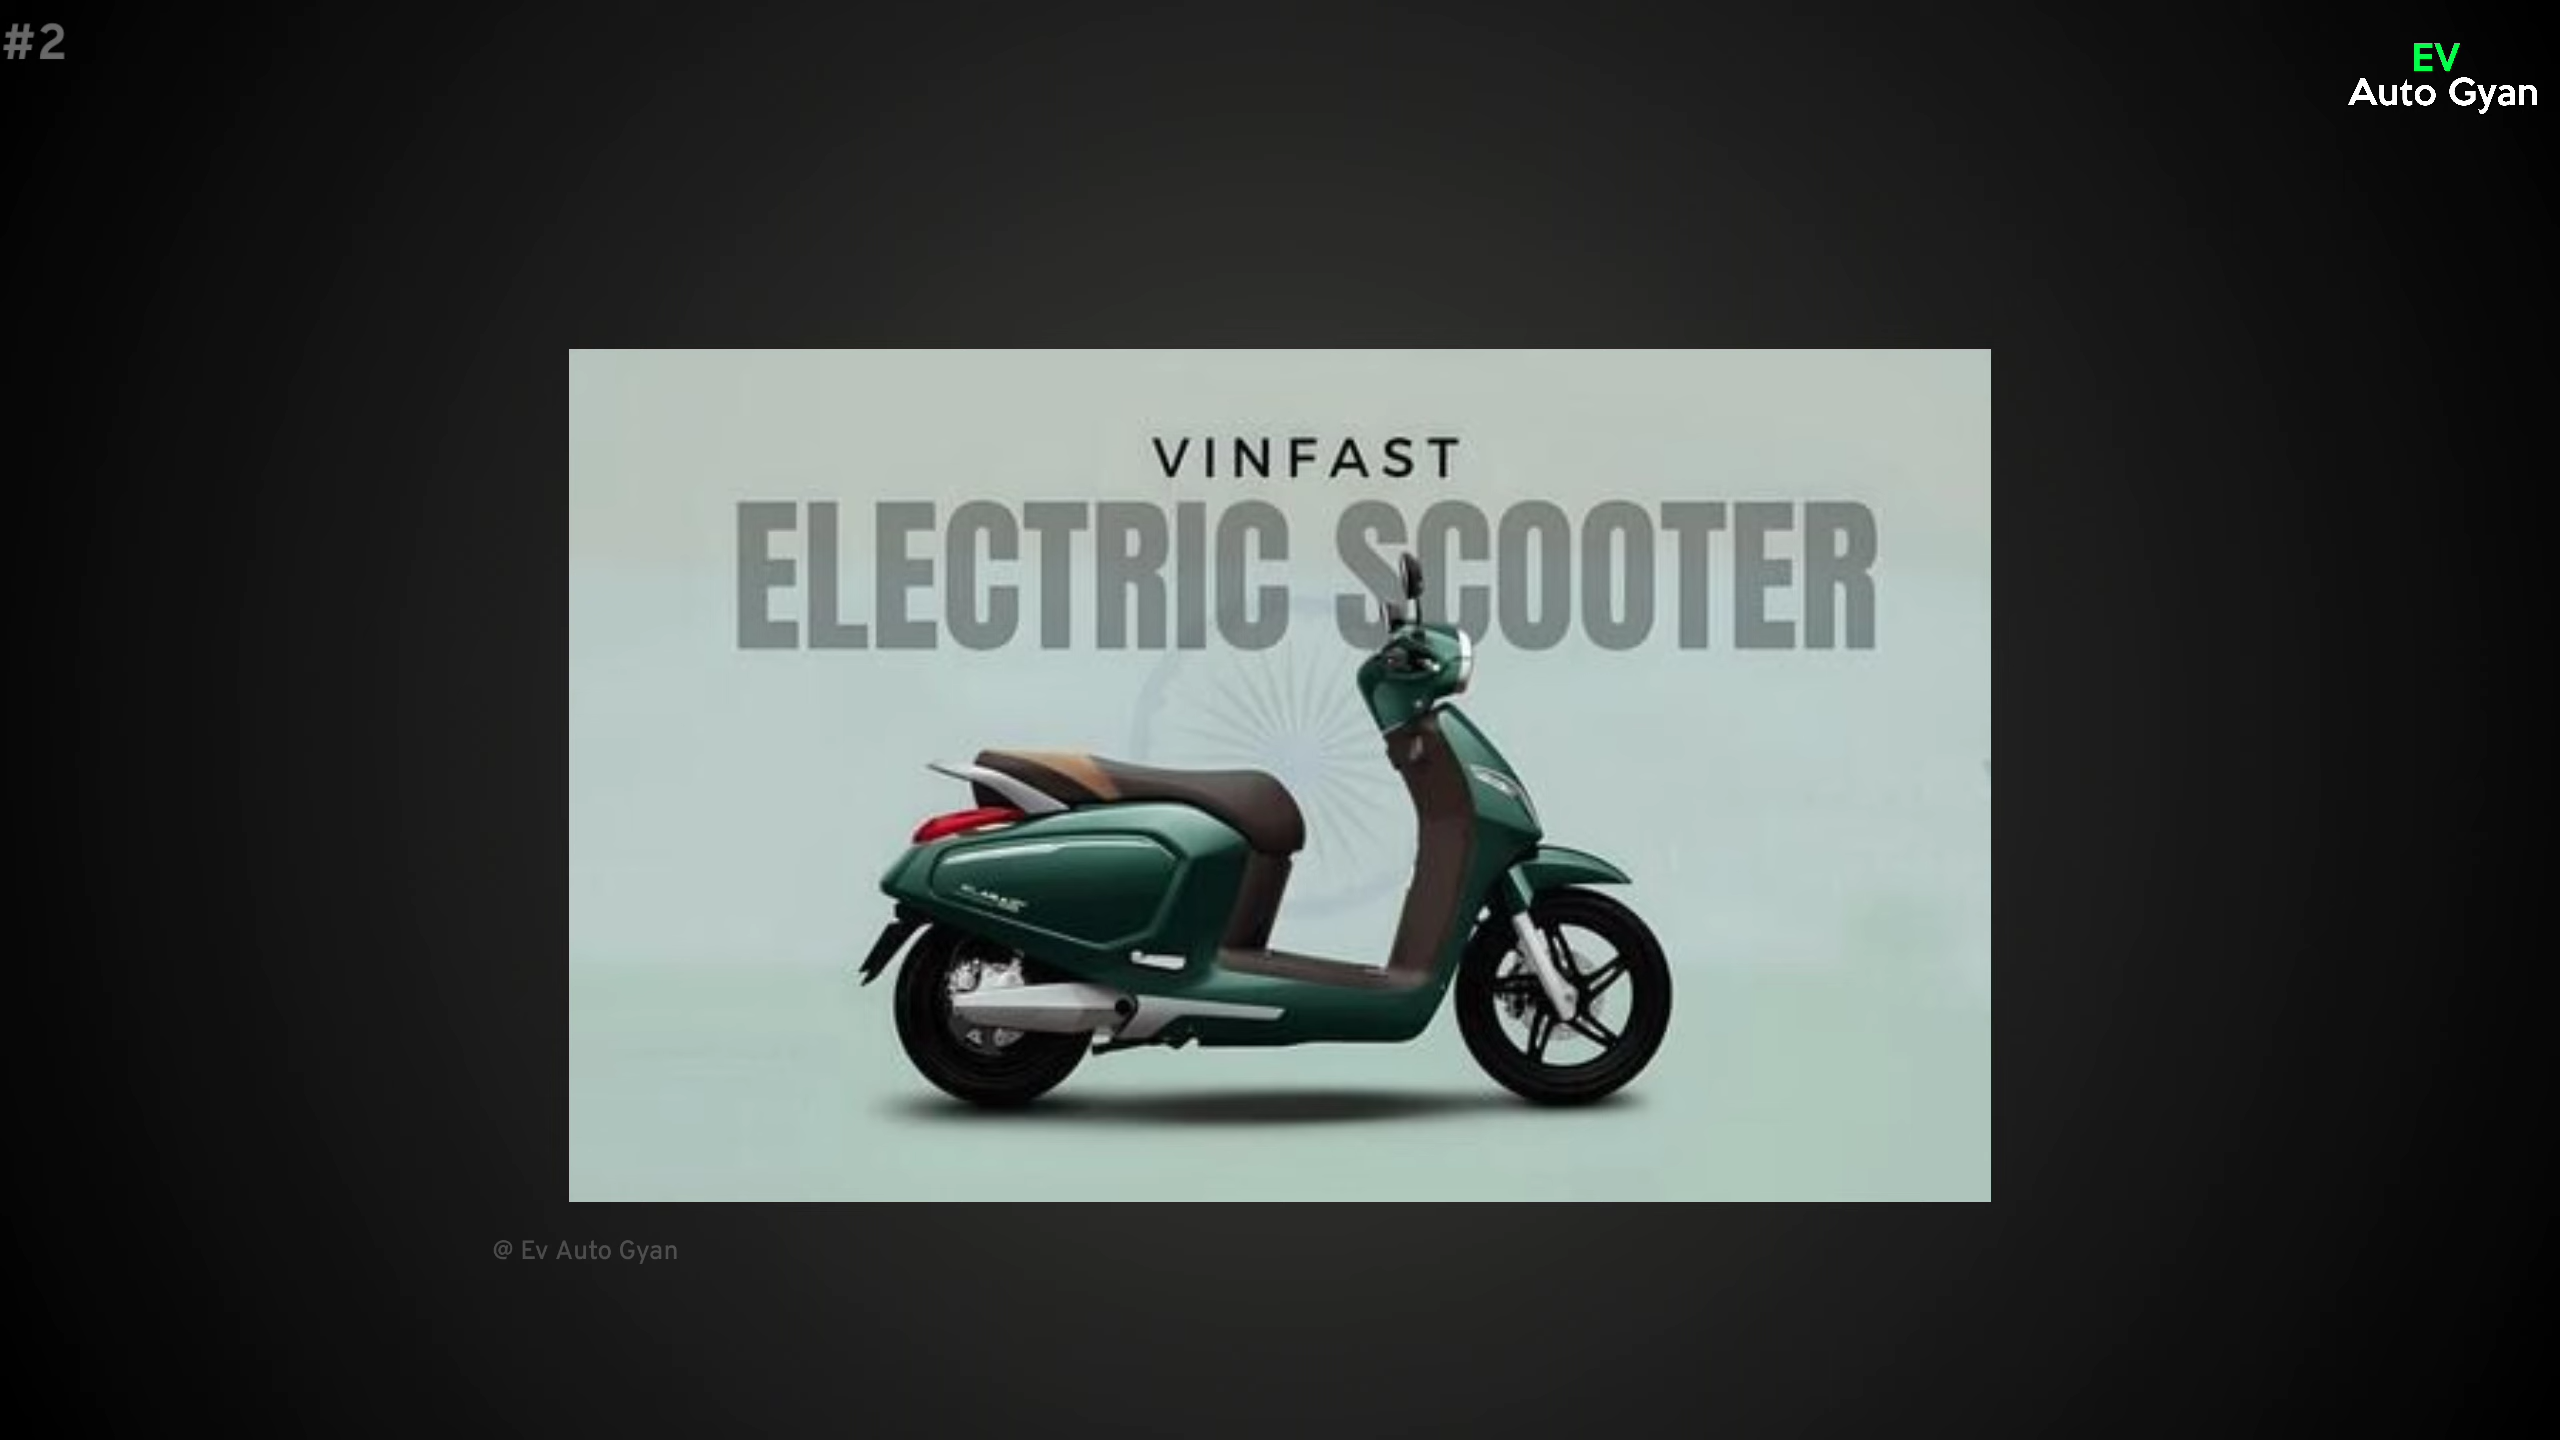 #2
EV
Auto Gyan
VINFAST
ELECTRIC SCOOTER
@ Ev Auto Gyan